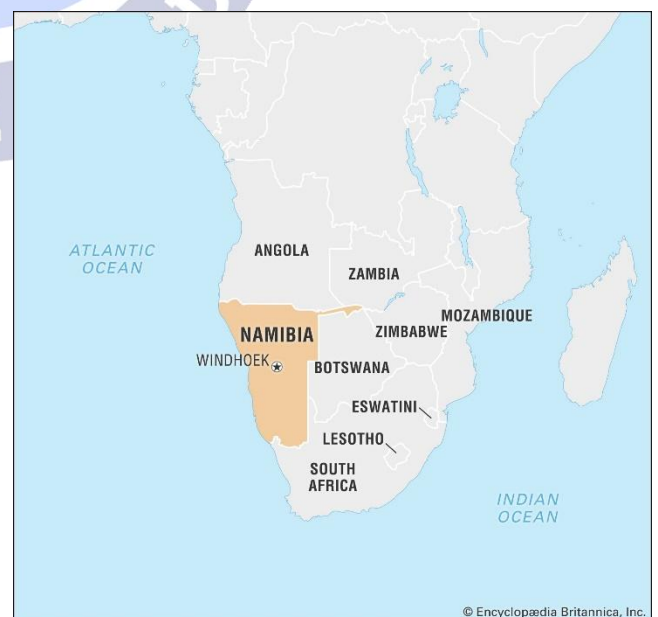 ATLANTIC
OCEAN
ANGOLA
ZAMBIA
MOZAMBIQUE
NAMIBIA
ZIMBABWE
WINDHOEK
BOTSWANA
ESWATINI
LESOTHO
SOUTH
AFRICA
INDIAN
OCEAN
© Encyclopædia Britannica, Inc.